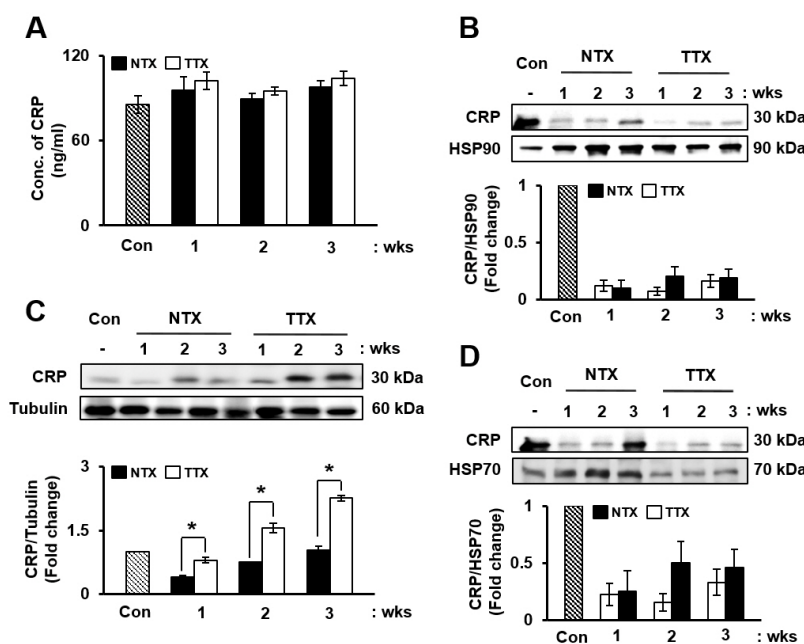 A
120
60
0
Conc. of CRP
(ng/ml)
NTX TTX
Con 1 2 3 : wks
B
Con NTX TTX
- 1 2 3 1 2 3 : wks
CRP 30 kDa
HSP90 90 kDa
CRP/HSP90
(Fold change)
1
0.5
0
NTX TTX
Con 1 2 3 : wks
C
Con NTX TTX
- 1 2 3 1 2 3 : wks
CRP 30 kDa
Tubulin 60 kDa
CRP/Tubulin
(Fold change)
3
1.5
0
NTX TTX
* * *
Con 1 2 3 : wks
D
Con NTX TTX
- 1 2 3 1 2 3 : wks
CRP 30 kDa
HSP70 70 kDa
CRP/HSP70
(Fold change)
1
0.5
0
NTX TTX
Con 1 2 3 : wks